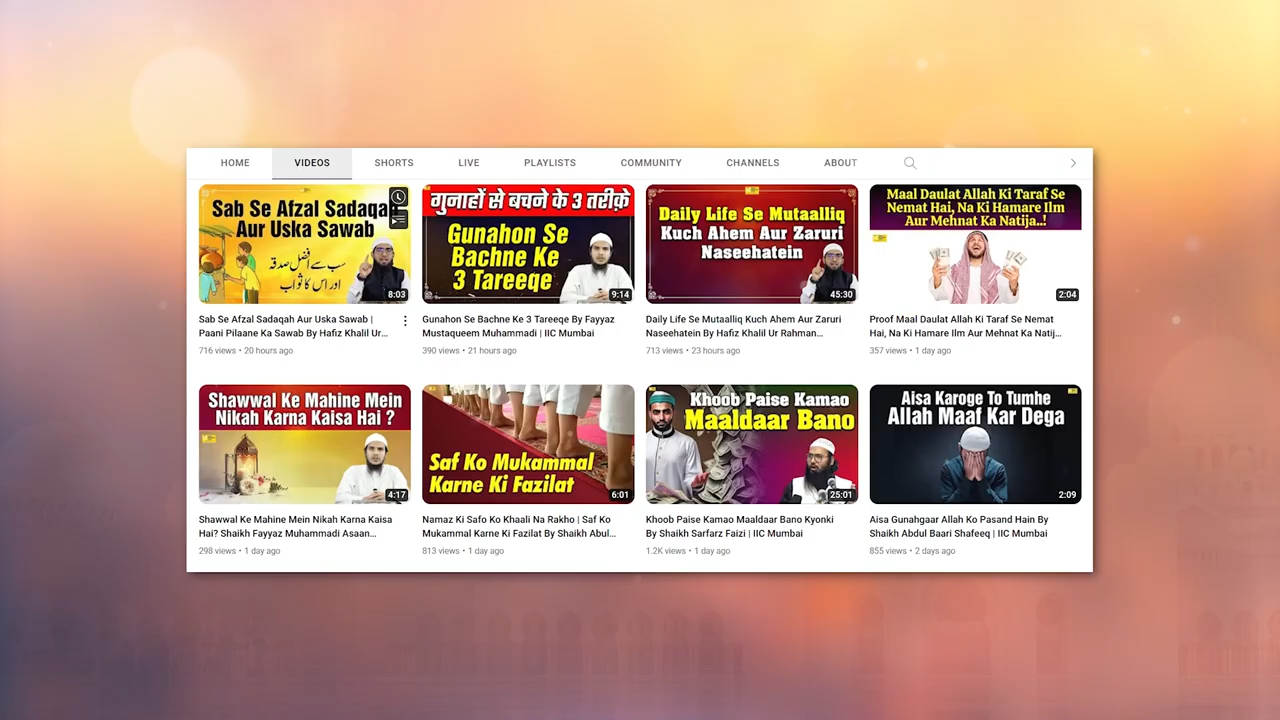 HOME VIDEOS SHORTS LIVE PLAYLISTS COMMUNITY CHANNELS ABOUT
Sab Se Afzal Sadaqah
Aur Uska Sawab
سب سے افضل صدقہ
اور اس کا ثواب
8:03
Sab Se Afzal Sadaqah Aur Uska Sawab |
Paani Pilaane Ka Sawab By Hafiz Khalil Ur...
716 views • 20 hours ago
गुनाहों से बचने के 3 तरीक़े
Gunahon Se
Bachne Ke
3 Tareeqe
9:14
Gunahon Se Bachne Ke 3 Tareeqe By Fayyaz
Mustaqueem Muhammadi | IIC Mumbai
390 views • 21 hours ago
Daily Life Se Mutaalliq
Kuch Ahem Aur Zaruri
Naseehatein
45:30
Daily Life Se Mutaalliq Kuch Ahem Aur Zaruri
Naseehatein By Hafiz Khalil Ur Rahman...
713 views • 23 hours ago
Maal Daulat Allah Ki Taraf Se
Nemat Hai, Na Ki Hamare Ilm
Aur Mehnat Ka Natija..!
2:04
Proof Maal Daulat Allah Ki Taraf Se Nemat
Hai, Na Ki Hamare Ilm Aur Mehnat Ka Natij...
357 views • 1 day ago
Shawwal Ke Mahine Mein
Nikah Karna Kaisa Hai ?
4:17
Shawwal Ke Mahine Mein Nikah Karna Kaisa
Hai? Shaikh Fayyaz Muhammadi Asaan...
298 views • 1 day ago
Saf Ko Mukammal
Karne Ki Fazilat
6:01
Namaz Ki Safo Ko Khaali Na Rakho | Saf Ko
Mukammal Karne Ki Fazilat By Shaikh Abul...
813 views • 1 day ago
Khoob Paise Kamao
Maaldaar Bano
25:01
Khoob Paise Kamao Maaldaar Bano Kyonki
By Shaikh Sarfarz Faizi | IIC Mumbai
1.2K views • 1 day ago
Aisa Karoge To Tumhe
Allah Maaf Kar Dega
2:09
Aisa Gunahgaar Allah Ko Pasand Hain By
Shaikh Abdul Baari Shafeeq | IIC Mumbai
855 views • 2 days ago